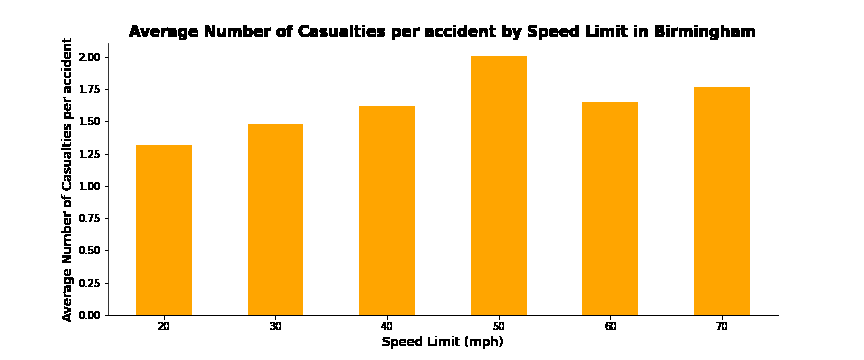 Average Number of Casualties per accident by Speed Limit in Birmingham
Average Number of Casualties per accident
2.00
1.75
1.50
1.25
1.00
0.75
0.50
0.25
0.00
20 30 40 50 60 70
Speed Limit (mph)